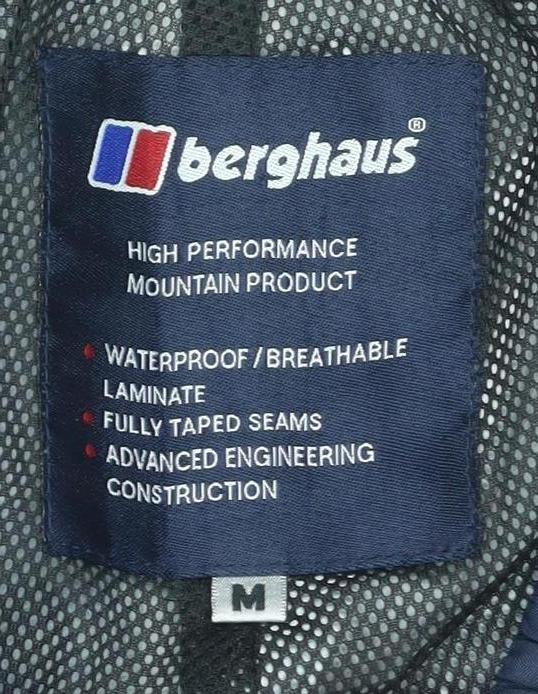 berghaus®
HIGH PERFORMANCE
MOUNTAIN PRODUCT
• WATERPROOF/BREATHABLE
LAMINATE
• FULLY TAPED SEAMS
• ADVANCED ENGINEERING
CONSTRUCTION
M